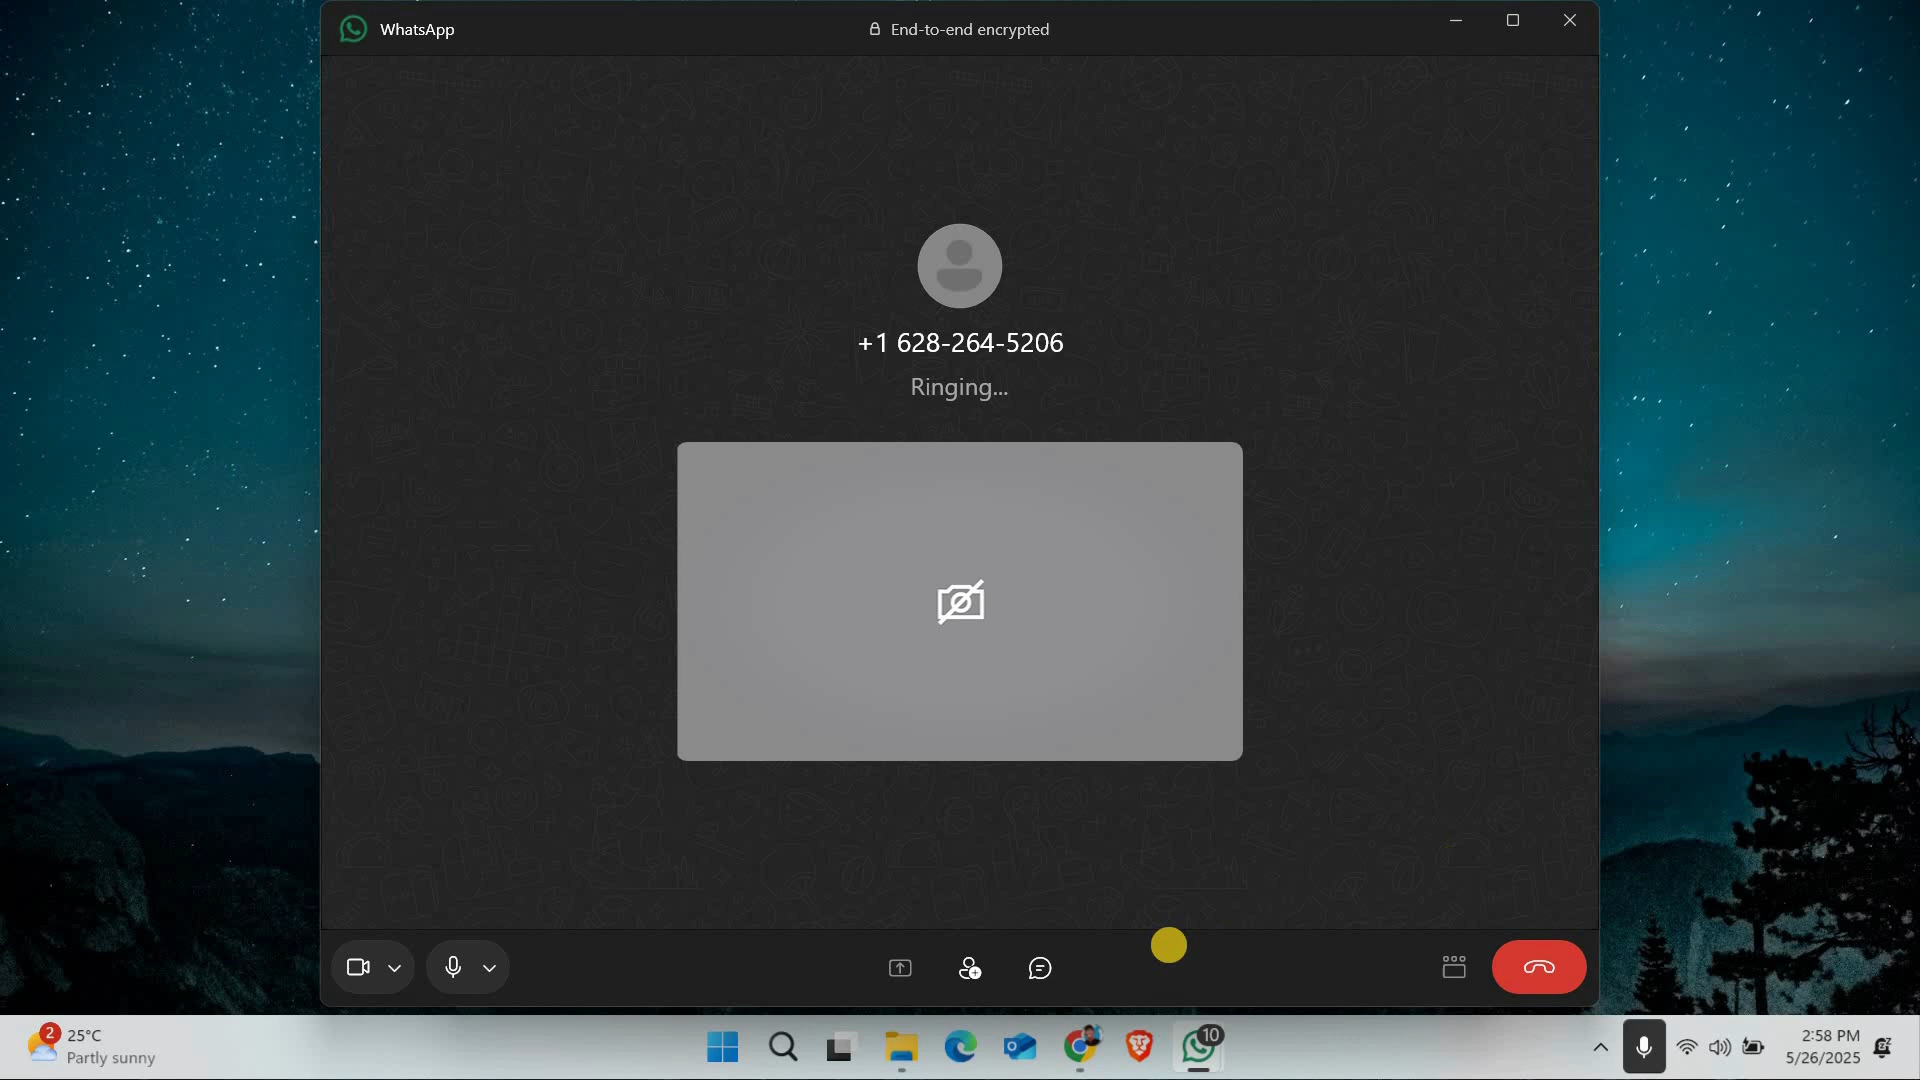 WhatsApp
End-to-end encrypted
+1 628-264-5206
Ringing...
2
25°C
Partly sunny
10
2:58 PM
5/26/2025